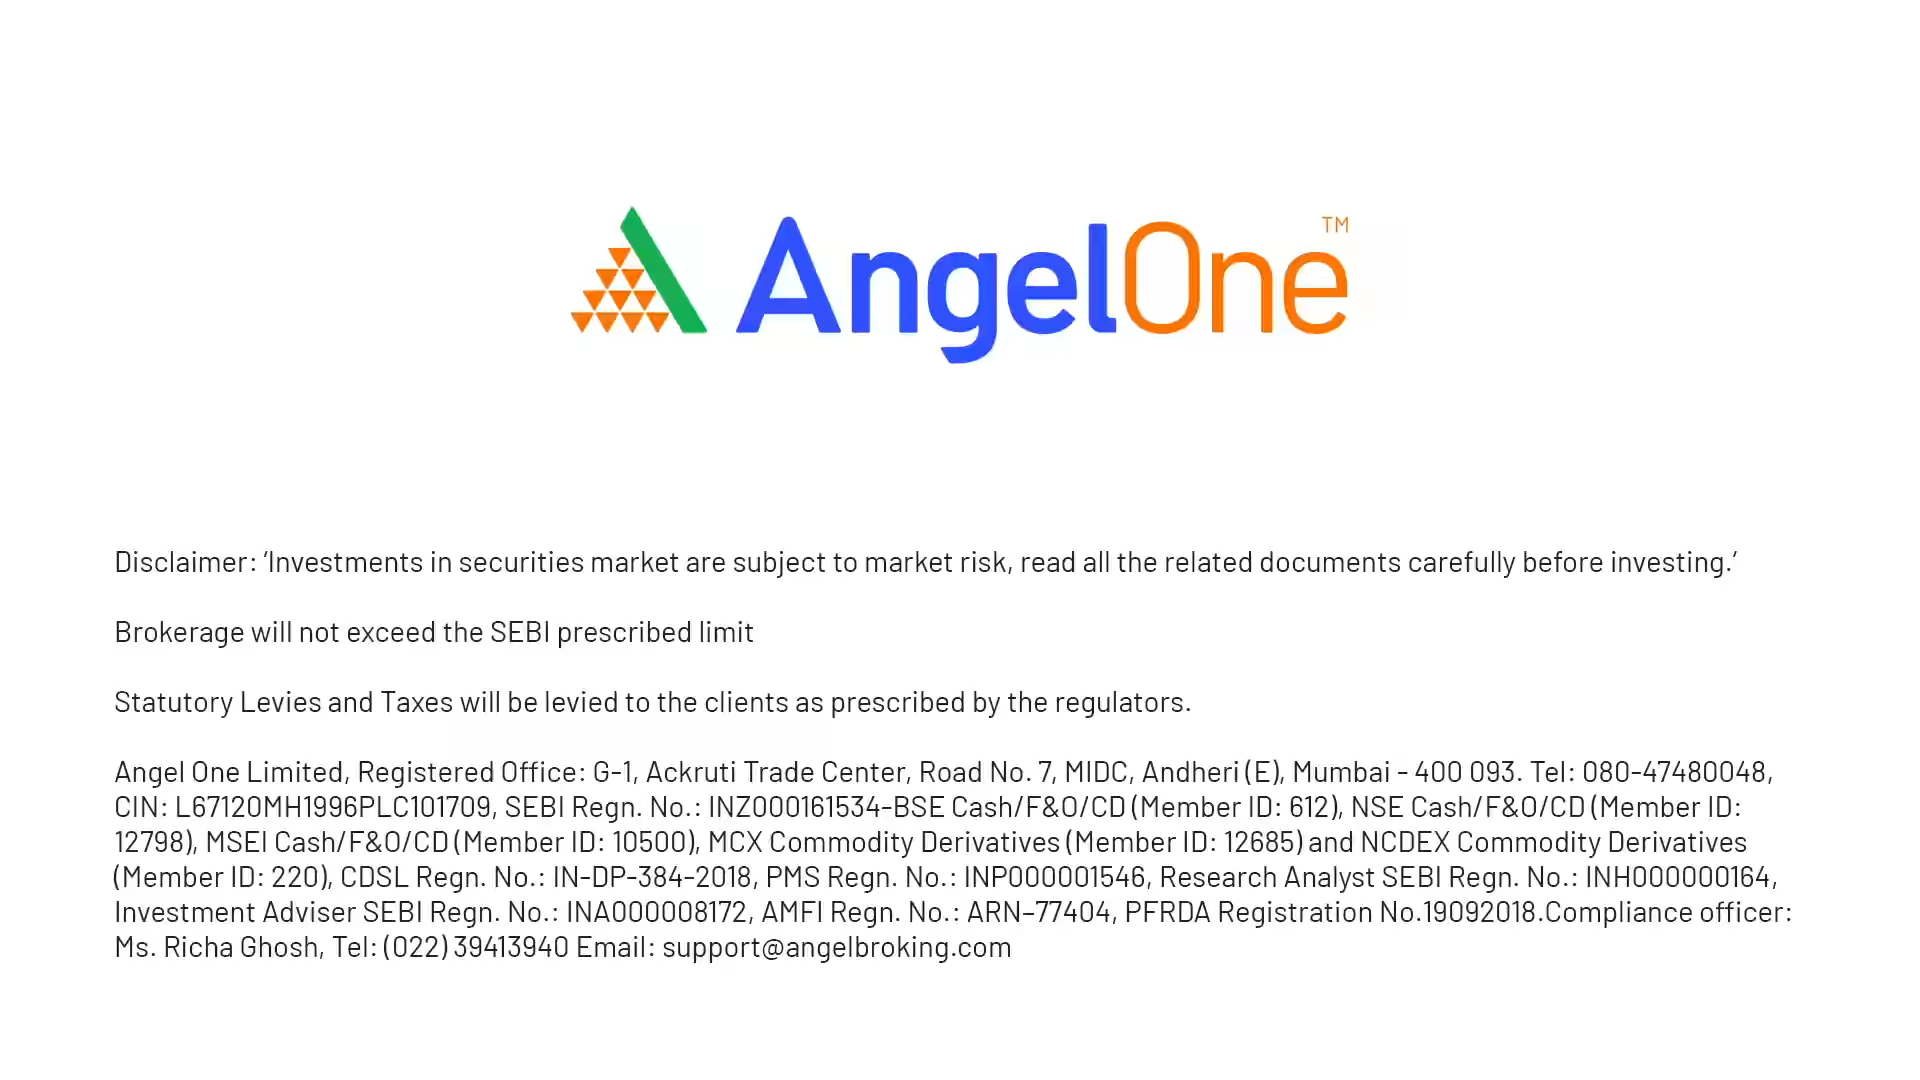 AngelOne™
Disclaimer: 'Investments in securities market are subject to market risk, read all the related documents carefully before investing.'
Brokerage will not exceed the SEBI prescribed limit
Statutory Levies and Taxes will be levied to the clients as prescribed by the regulators.
Angel One Limited, Registered Office: G-1, Ackruti Trade Center, Road No. 7, MIDC, Andheri (E), Mumbai - 400 093. Tel: 080-47480048,
CIN: L67120MH1996PLC101709, SEBI Regn. No.: INZ000161534-BSE Cash/F&O/CD (Member ID: 612), NSE Cash/F&O/CD (Member ID:
12798), MSEI Cash/F&O/CD (Member ID: 10500), MCX Commodity Derivatives (Member ID: 12685) and NCDEX Commodity Derivatives
(Member ID: 220), CDSL Regn. No.: IN-DP-384-2018, PMS Regn. No.: INP000001546, Research Analyst SEBI Regn. No.: INH000000164,
Investment Adviser SEBI Regn. No.: INA000008172, AMFI Regn. No.: ARN–77404, PFRDA Registration No.19092018.Compliance officer:
Ms. Richa Ghosh, Tel: (022) 39413940 Email: support@angelbroking.com